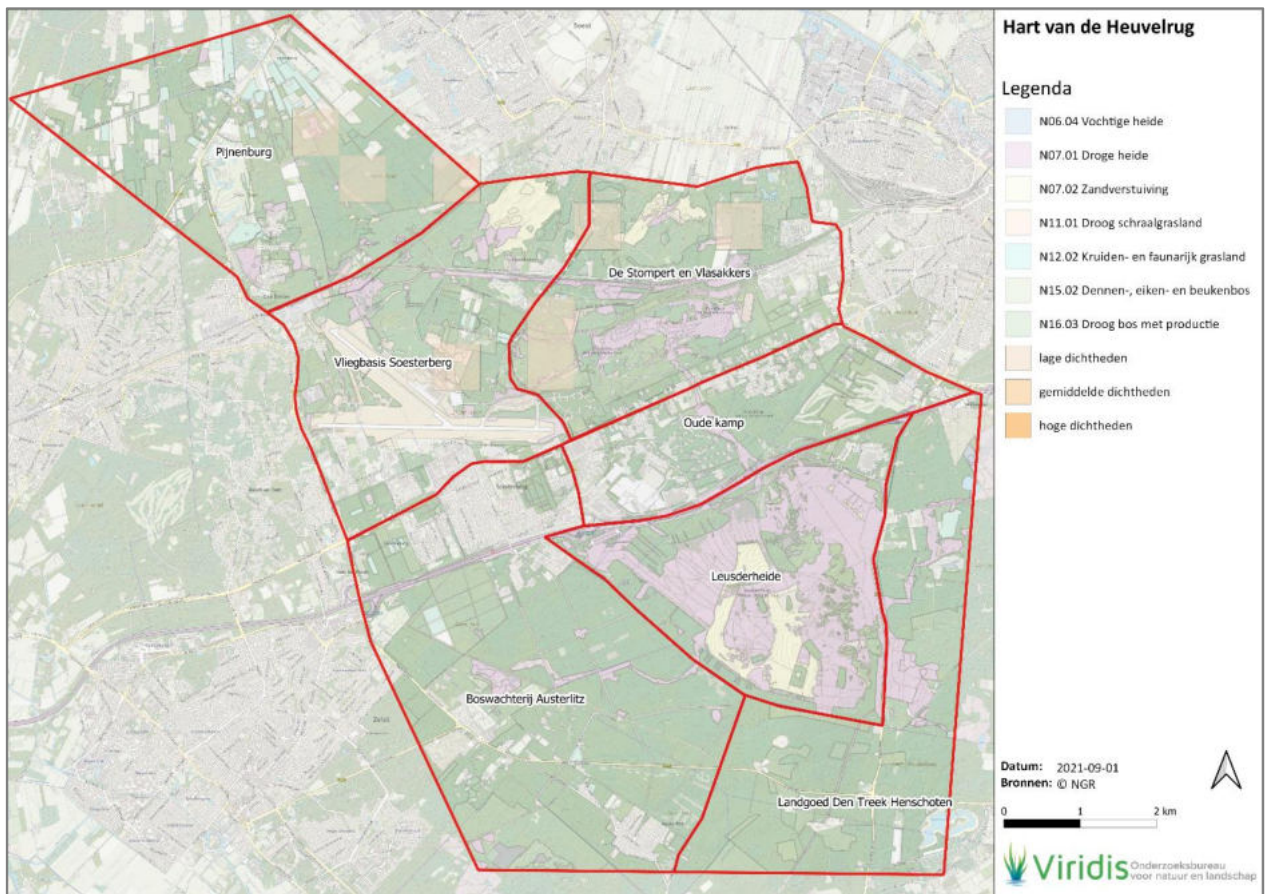 Hart van de Heuvelrug
Legenda
N06.04 Vochtige heide
N07.01 Droge heide
N07.02 Zandverstuiving
N11.01 Droog schraalgrasland
N12.02 Kruiden- en faunarijk grasland
N15.02 Dennen-, eiken- en beukenbos
N16.03 Droog bos met productie
lage dichtheden
gemiddelde dichtheden
hoge dichtheden
Pijnenburg
De Stompert en Vlasakkers
Vliegbasis Soesterberg
Oude kamp
Leusderheide
Boswachterij Austerlitz
Landgoed Den Treek Henschoten
Datum: 2021-09-01
Bronnen: © NGR
0 1 2 km
Viridis Onderzoeksbureau
voor natuur en landschap